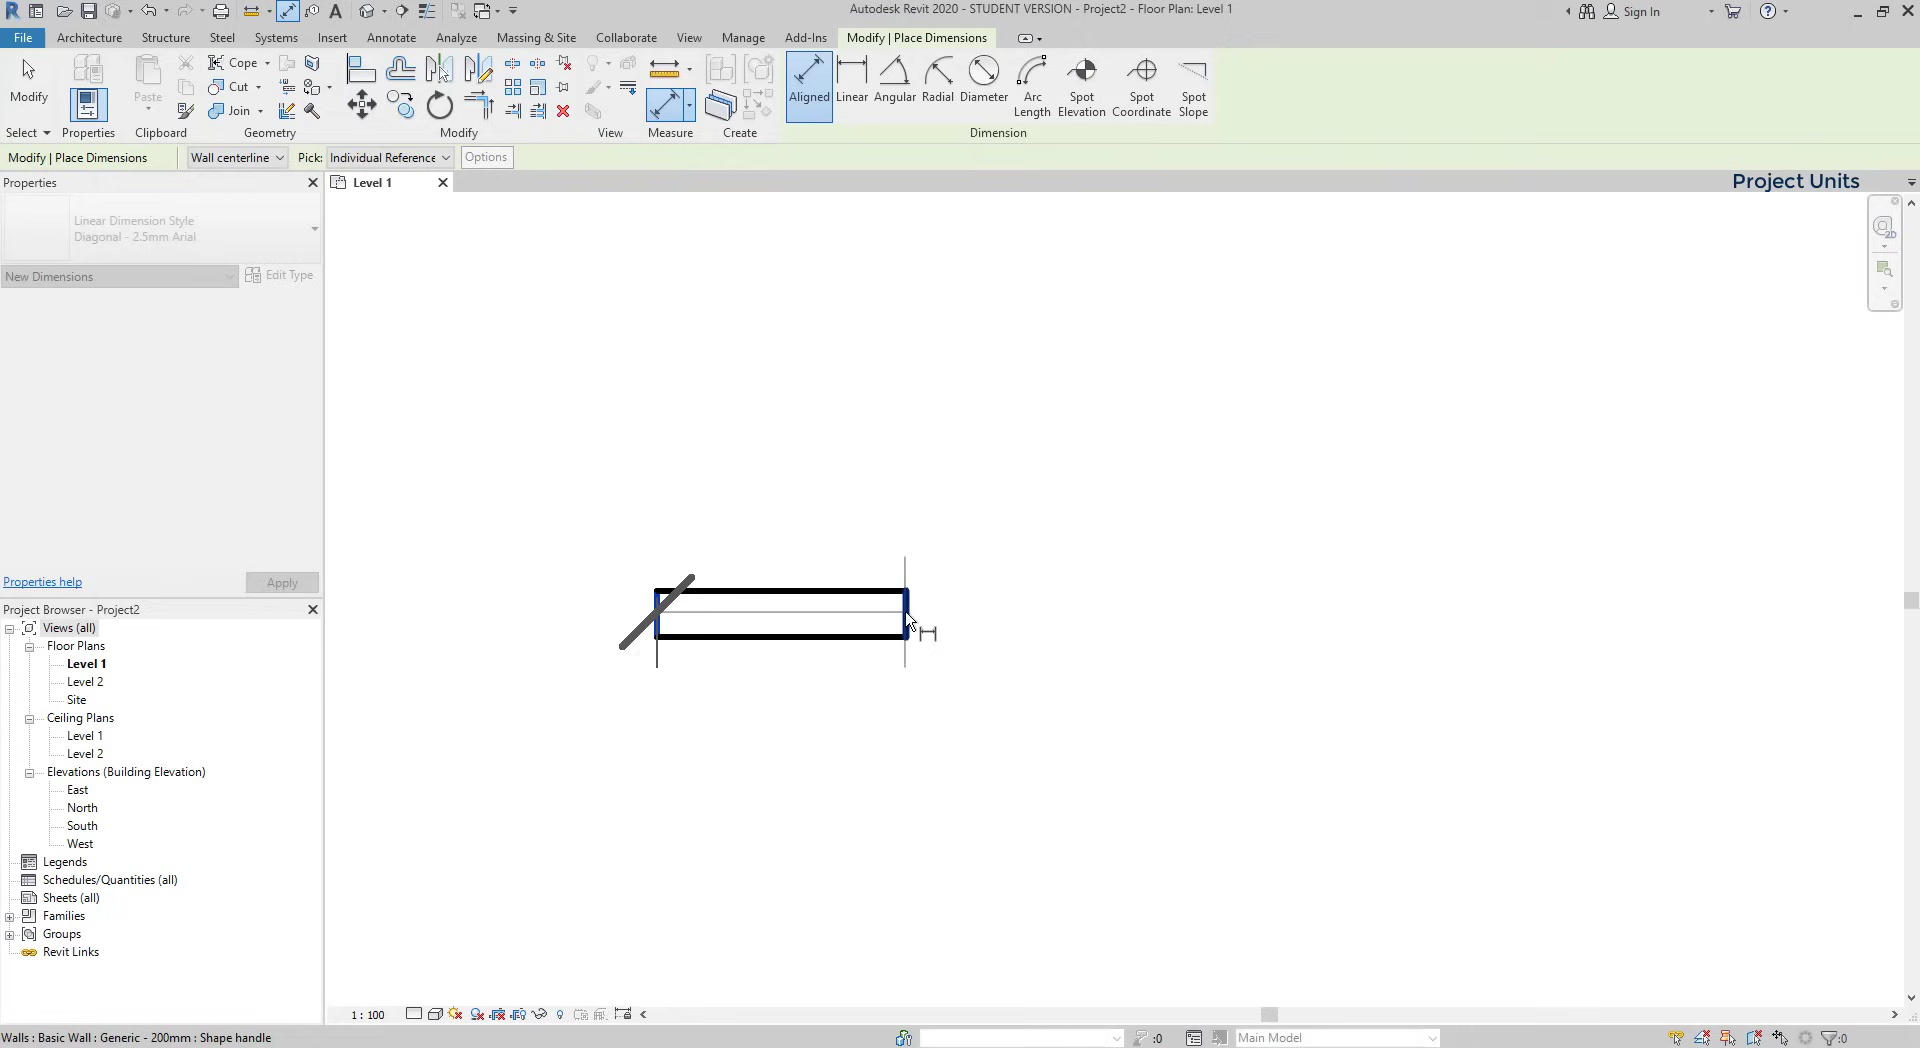 Autodesk Revit 2020 - STUDENT VERSION - Project2 - Floor Plan: Level 1
Sign In
File
Architecture
Structure
Steel
Systems
Insert
Annotate
Analyze
Massing & Site
Collaborate
View
Manage
Add-Ins
Modify | Place Dimensions
Modify
Paste
Cope
Cut
Join
Aligned
Linear
Angular
Radial
Diameter
Arc Length
Spot Elevation
Spot Coordinate
Spot Slope
Select
Properties
Clipboard
Geometry
Modify
View
Measure
Create
Dimension
Modify | Place Dimensions
Wall centerline
Pick:
Individual Reference
Options
Properties
Level 1
Project Units
Linear Dimension Style
Diagonal - 2.5mm Arial
New Dimensions
Edit Type
2D
Properties help
Apply
Project Browser - Project2
Views (all)
Floor Plans
Level 1
Level 2
Site
Ceiling Plans
Level 1
Level 2
Elevations (Building Elevation)
East
North
South
West
Legends
Schedules/Quantities (all)
Sheets (all)
Families
Groups
Revit Links
1 : 100
Walls : Basic Wall : Generic - 200mm : Shape handle
:0
Main Model
:0